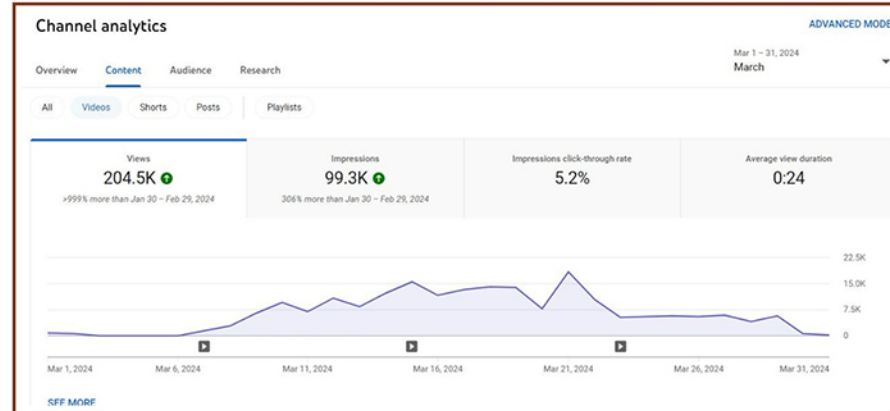 Channel analytics
ADVANCED MODE
Mar 1 – 31, 2024
March
Overview Content Audience Research
All Videos Shorts Posts Playlists
Views Impressions Impressions click-through rate Average view duration
204.5K 99.3K 5.2% 0:24
>999% more than Jan 30 – Feb 29, 2024 306% more than Jan 30 – Feb 29, 2024
22.5K
15.0K
7.5K
0
Mar 1, 2024 Mar 6, 2024 Mar 11, 2024 Mar 16, 2024 Mar 21, 2024 Mar 26, 2024 Mar 31, 2024
SEE MORE